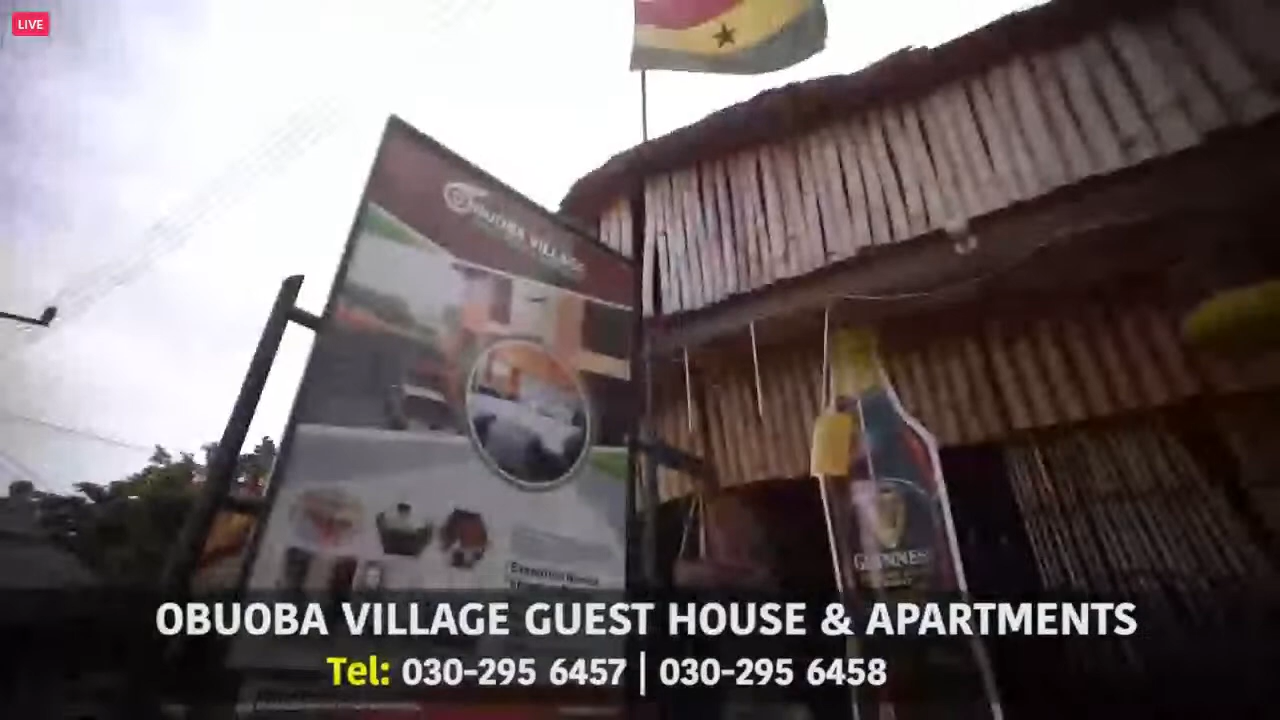 LIVE
OBUOBA VILLAGE
GUINNESS
OBUOBA VILLAGE GUEST HOUSE & APARTMENTS
Tel: 030-295 6457 | 030-295 6458